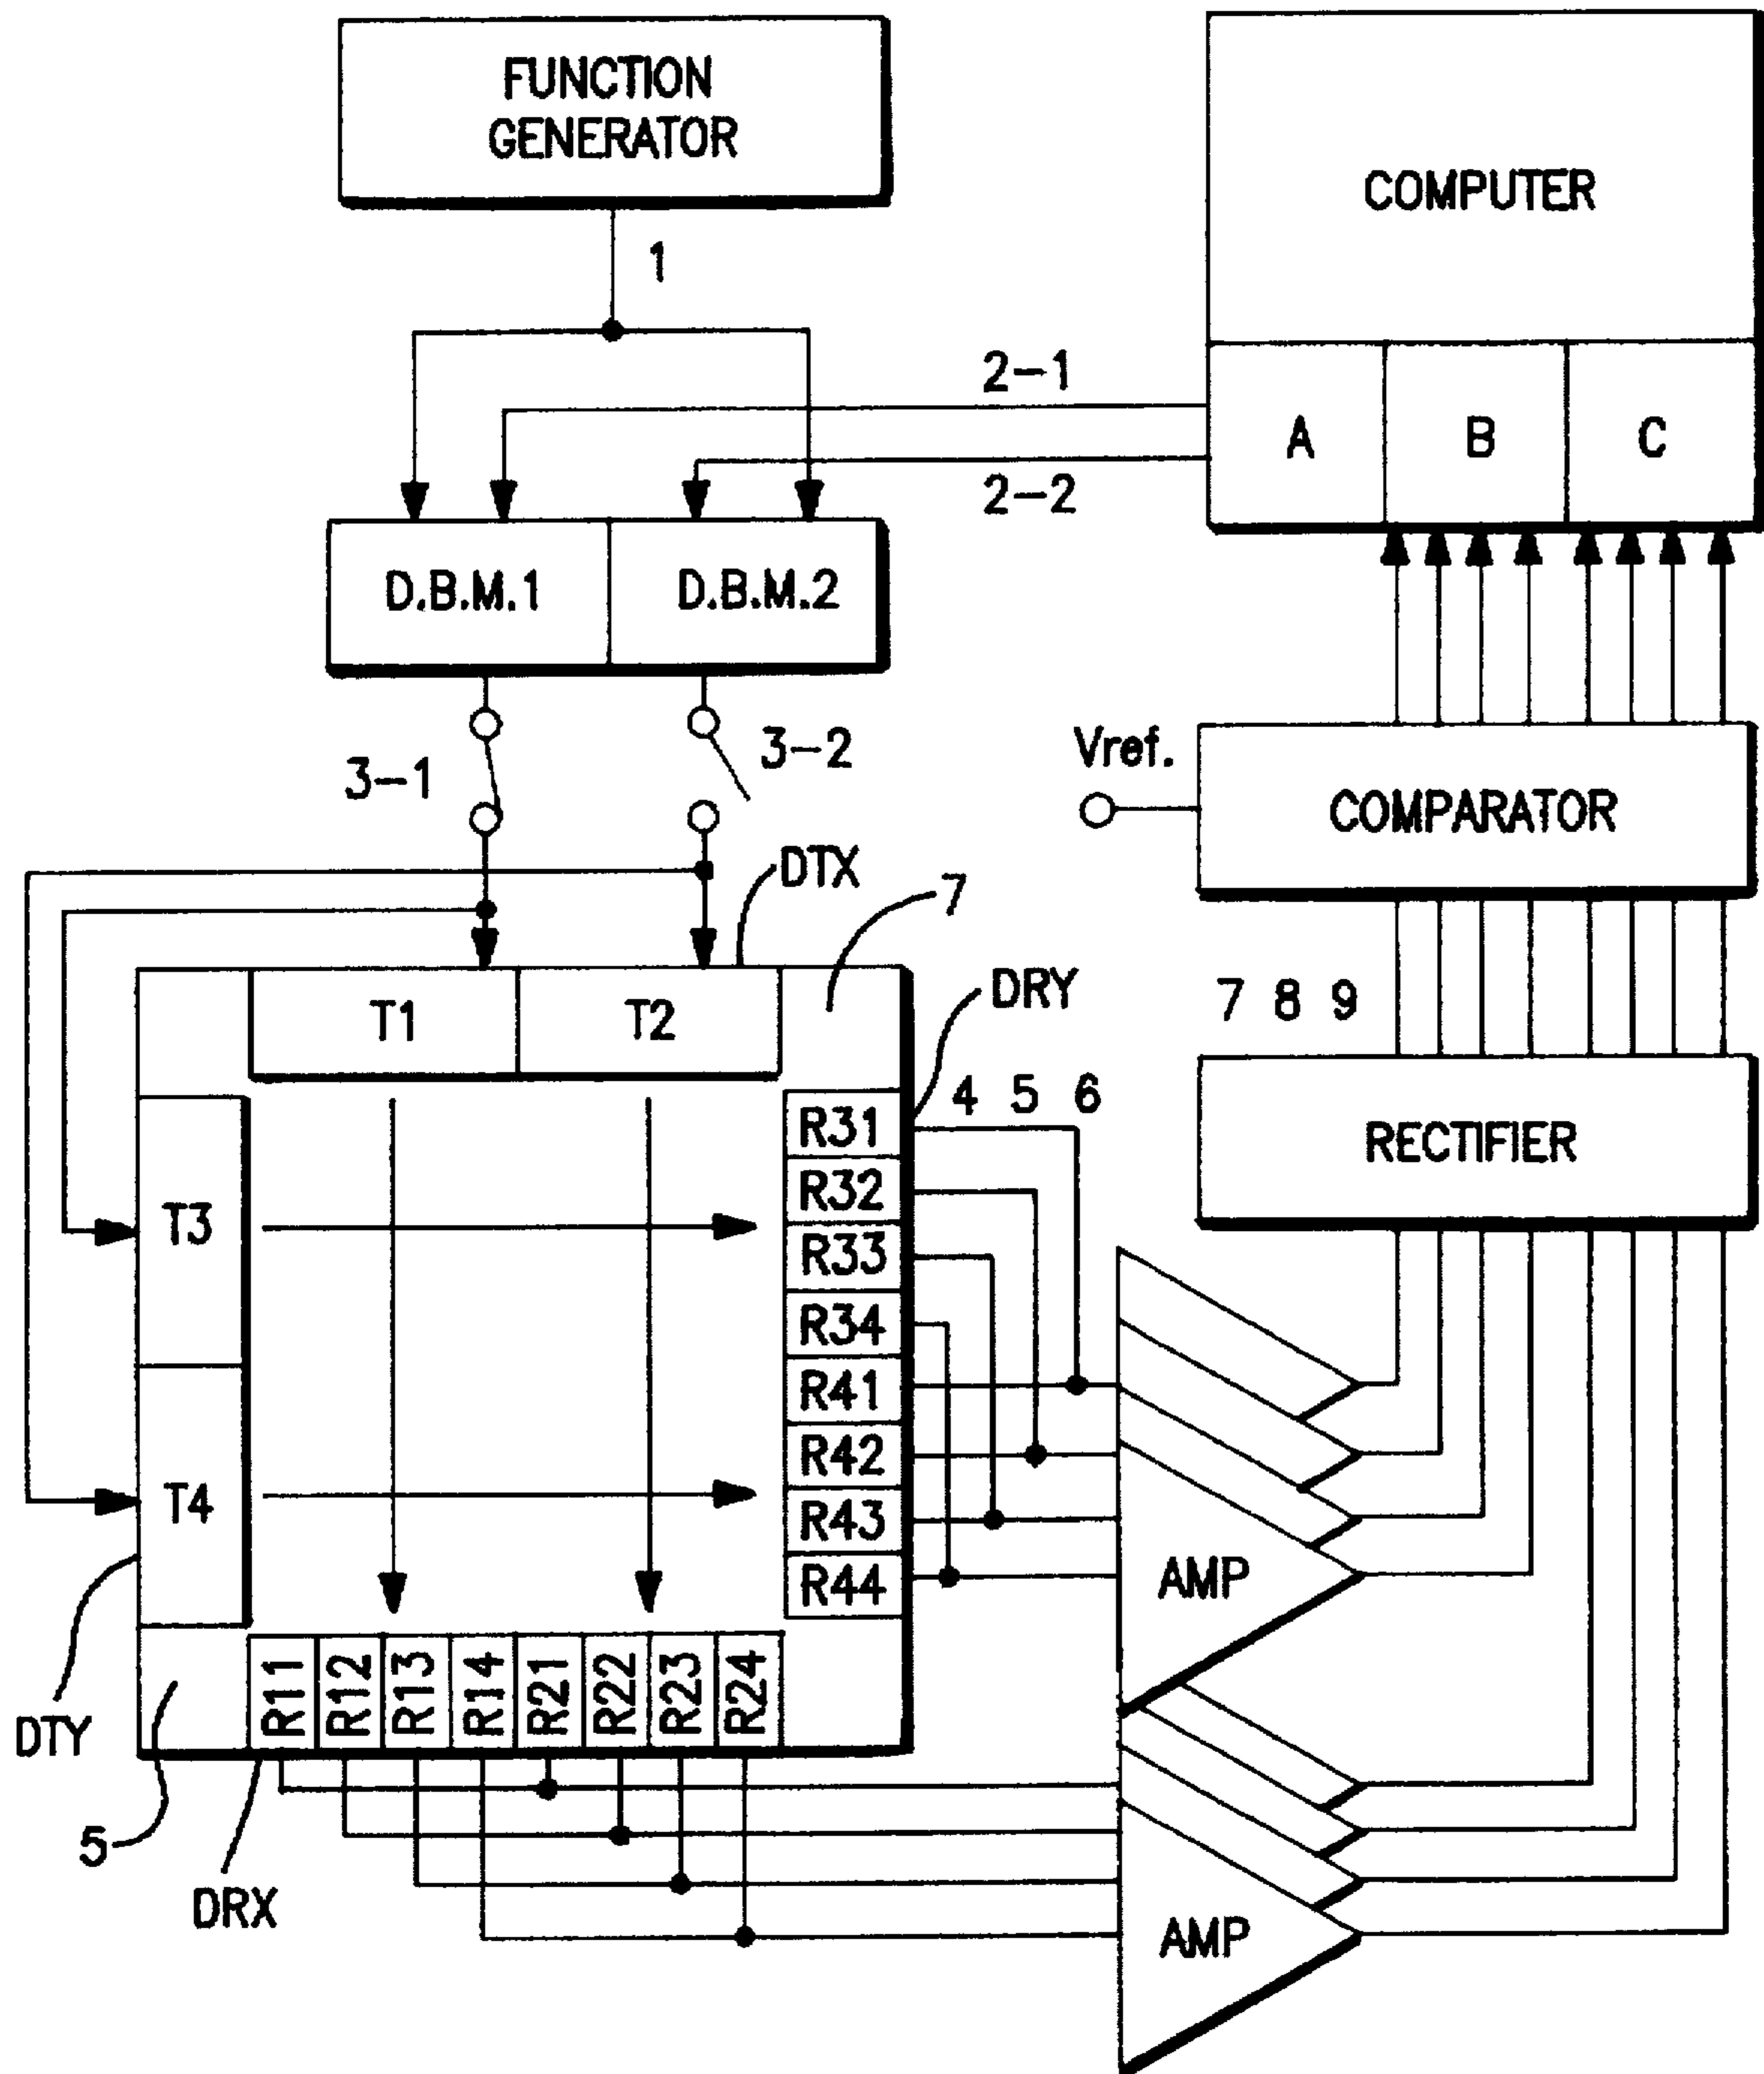 FUNCTION
GENERATOR
COMPUTER
1
2-1
2-2
A
B
C
D.B.M.1
D.B.M.2
3-1
3-2
Vref.
COMPARATOR
DTX
7
DRY
7 8 9
T1
T2
4 5 6
RECTIFIER
R31
R32
R33
R34
R41
R42
R43
R44
T3
T4
AMP
DTY
R11
R12
R13
R14
R21
R22
R23
R24
5
DRX
AMP